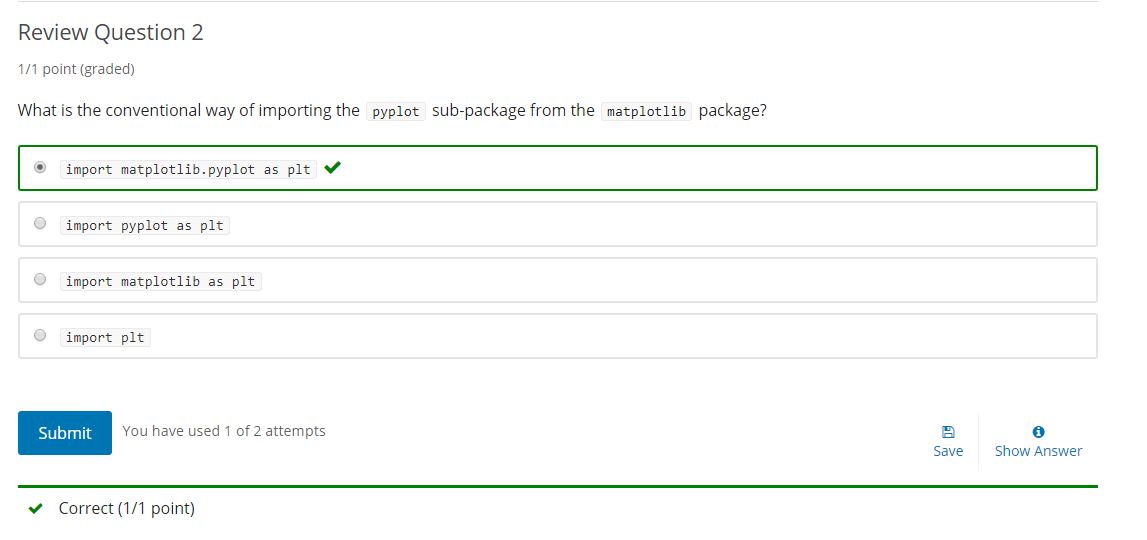 Review Question 2
1/1 point (graded)
What is the conventional way of importing the pyplot sub-package from the matplotlib package?
import matplotlib.pyplot as plt
import pyplot as plt
import matplotlib as plt
import plt
Submit You have used 1 of 2 attempts
Save Show Answer
Correct (1/1 point)